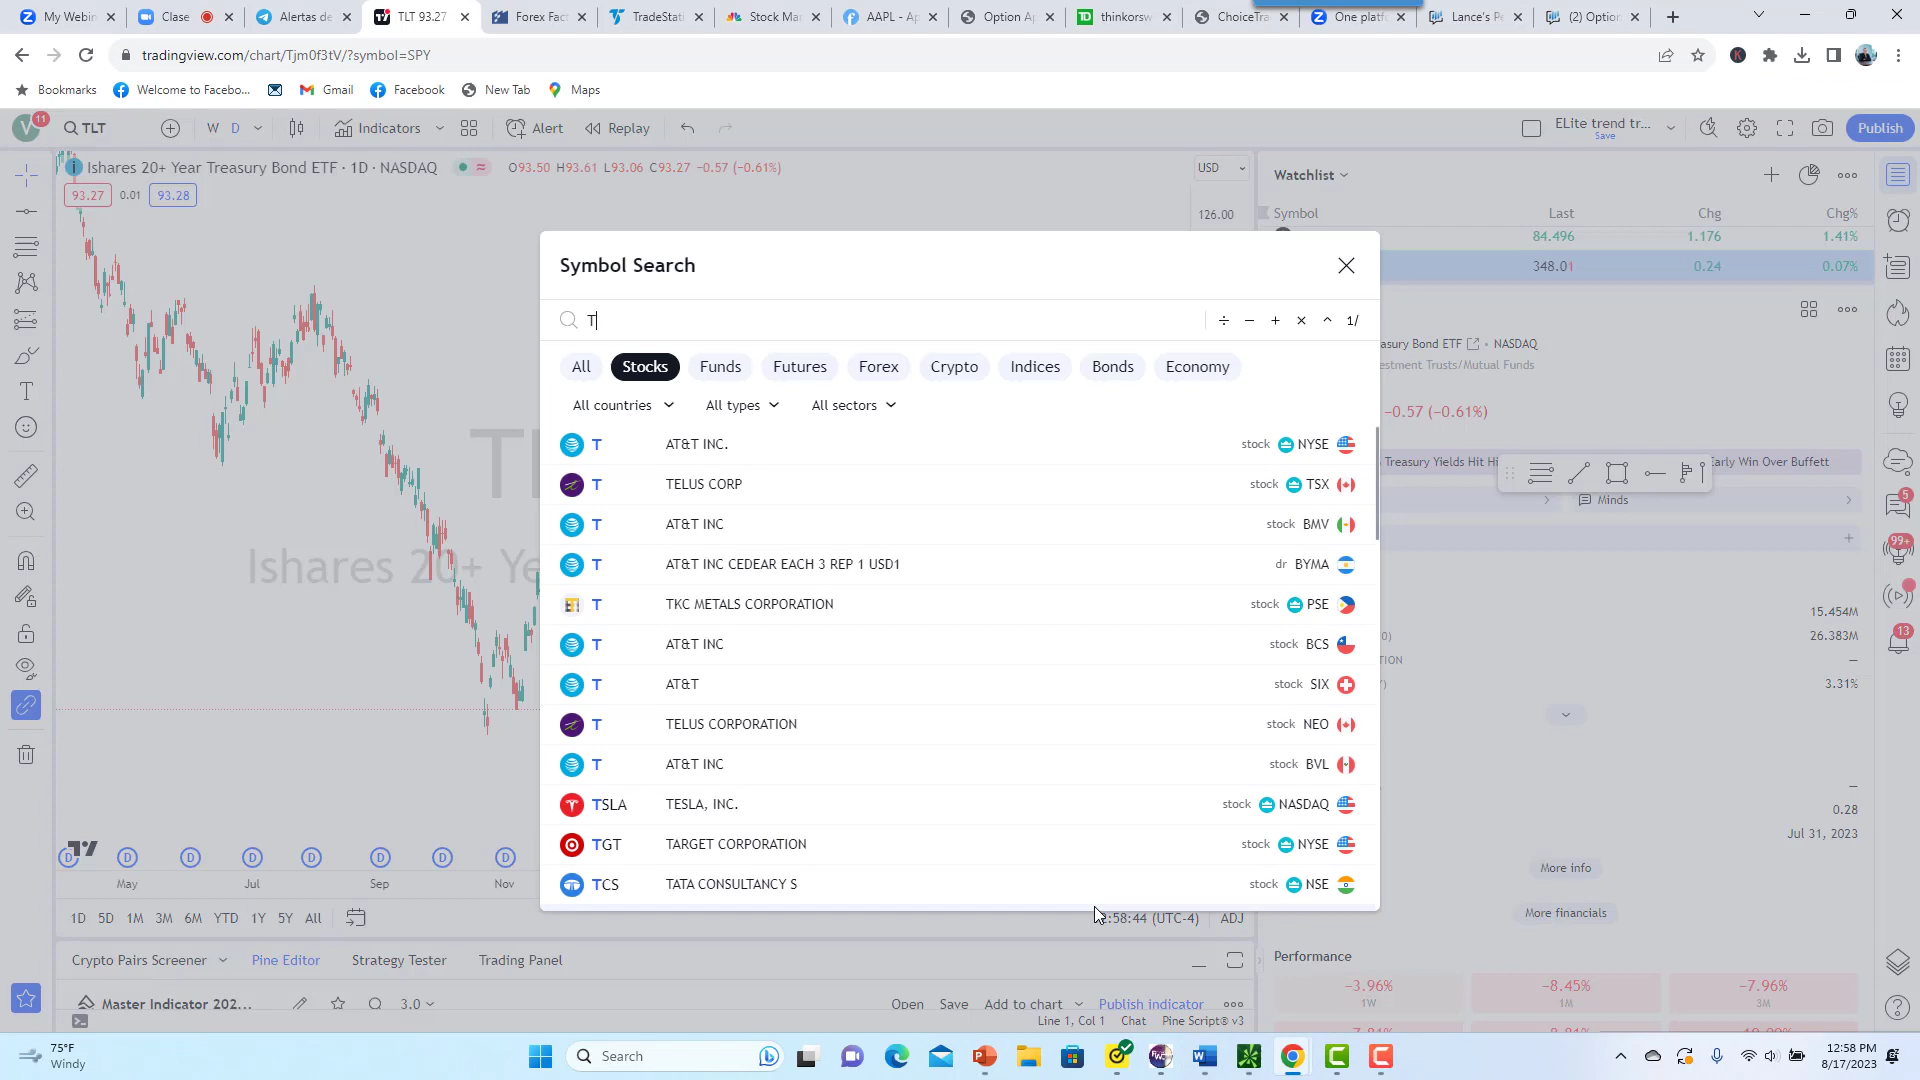 My Webin
Clase
Alertas de
TLT 93.27
Forex Fact
TradeStati
Stock Mar
AAPL - Ap
Option Ap
thinkorsw
ChoiceTra
One platfo
Lance's Pe
(2) Option
tradingview.com/chart/Tjm0f3tV/?symbol=SPY
Bookmarks
Welcome to Facebo...
Gmail
Facebook
New Tab
Maps
V
11
TLT
W
D
Indicators
Alert
Replay
ELite trend tr...
Save
Publish
Ishares 20+ Year Treasury Bond ETF · 1D · NASDAQ
O93.50 H93.61 L93.06 C93.27 −0.57 (−0.61%)
USD
93.27
0.01
93.28
126.00
Watchlist
Symbol
Last
Chg
Chg%
84.496
1.176
1.41%
348.01
0.24
0.07%
Symbol Search
T
1/
All
Stocks
Funds
Futures
Forex
Crypto
Indices
Bonds
Economy
All countries
All types
All sectors
T AT&T INC. stock NYSE
T TELUS CORP stock TSX
T AT&T INC stock BMV
T AT&T INC CEDEAR EACH 3 REP 1 USD1 dr BYMA
T TKC METALS CORPORATION stock PSE
T AT&T INC stock BCS
T AT&T stock SIX
T TELUS CORPORATION stock NEO
T AT&T INC stock BVL
TSLA TESLA, INC. stock NASDAQ
TGT TARGET CORPORATION stock NYSE
TCS TATA CONSULTANCY S stock NSE
Ishares 20+ Ye
asury Bond ETF • NASDAQ
estment Trusts/Mutual Funds
−0.57 (−0.61%)
Treasury Yields Hit Hi
Early Win Over Buffett
Minds
15.454M
26.383M
3.31%
0.28
Jul 31, 2023
More info
More financials
5
99+
13
May
Jul
Sep
Nov
1D 5D 1M 3M 6M YTD 1Y 5Y All
:58:44 (UTC-4)
ADJ
Crypto Pairs Screener
Pine Editor
Strategy Tester
Trading Panel
Performance
−3.96%
1W
−8.45%
1M
−7.96%
3M
Master Indicator 202...
3.0
Open
Save
Add to chart
Publish indicator
Line 1, Col 1
Chat
Pine Script® v3
75°F
Windy
Search
12:58 PM
8/17/2023